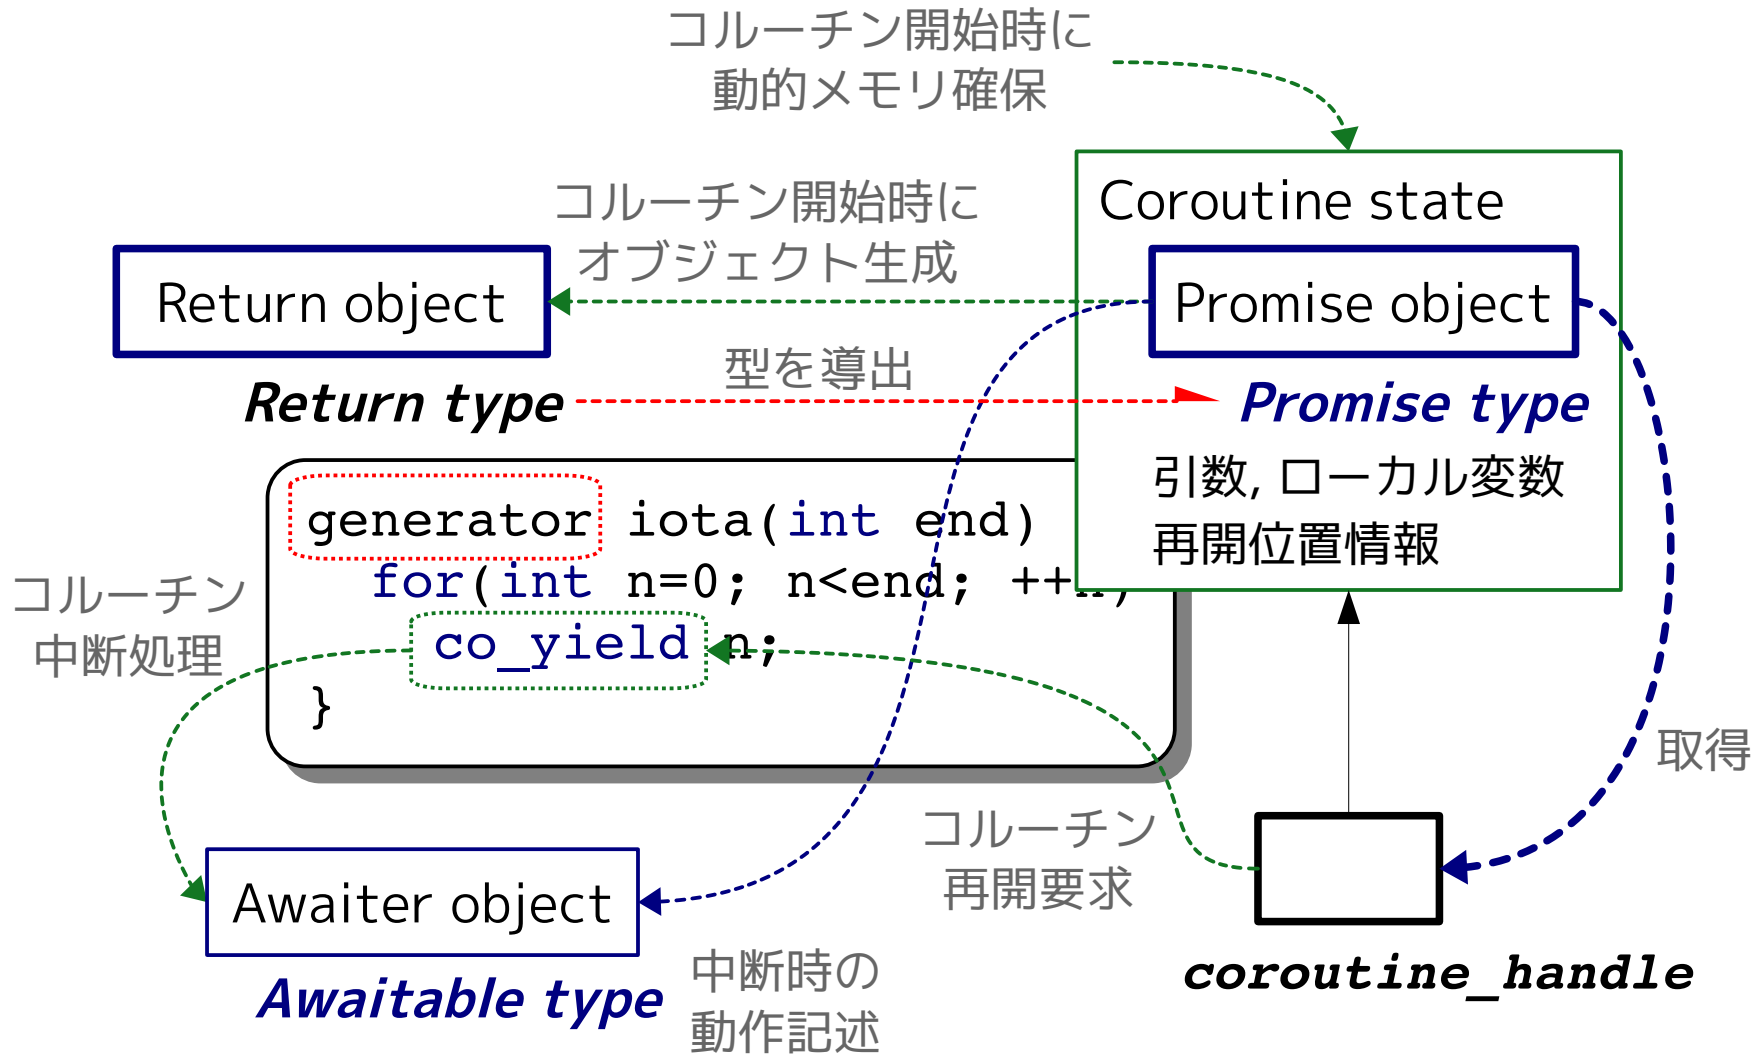 コルーチン開始時に
動的メモリ確保
Coroutine state
コルーチン開始時に
オブジェクト生成
Return object
Promise object
型を導出
Return type
Promise type
引数, ローカル変数
再開位置情報
generator iota(int end)
for(int n=0; n<end; ++n)
co_yield n;
}
コルーチン
中断処理
取得
コルーチン
再開要求
Awaiter object
Awaitable type
中断時の
動作記述
coroutine_handle